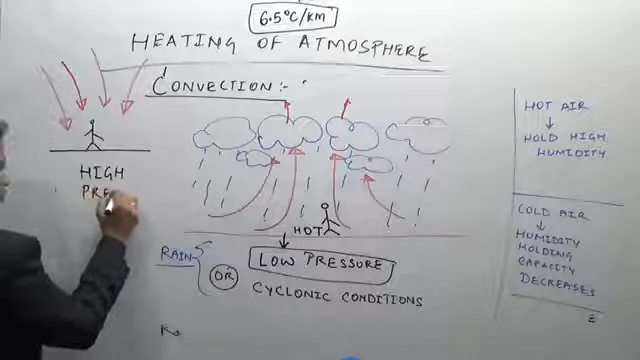 6.5°C/KM
HEATING OF ATMOSPHERE
CONVECTION:-
HIGH
PRE
HOT
LOW PRESSURE
RAIN
OR
CYCLONIC CONDITIONS
HOT AIR
↓
HOLD HIGH
HUMIDITY
COLD AIR
↓
HUMIDITY
HOLDING
CAPACITY
DECREASES